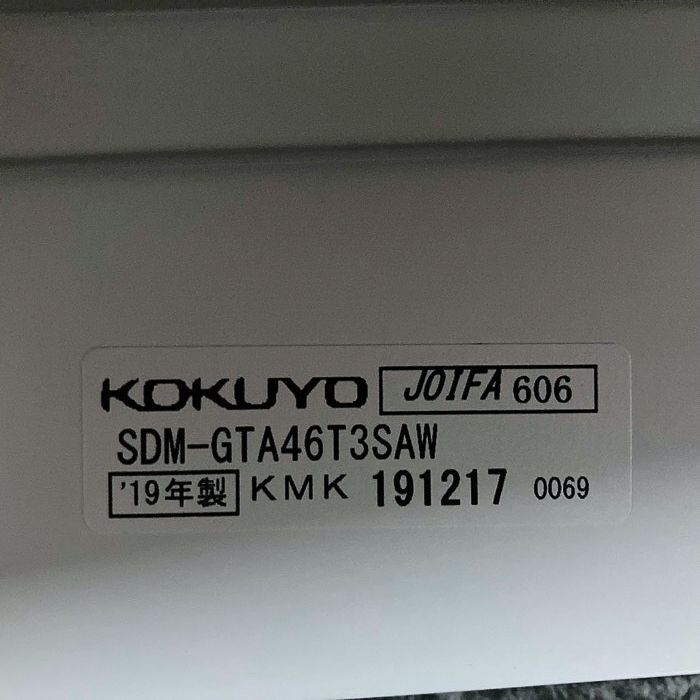 KOKUYO JOIFA 606
SDM-GTA46T3SAW
'19年製 KMK 191217 0069